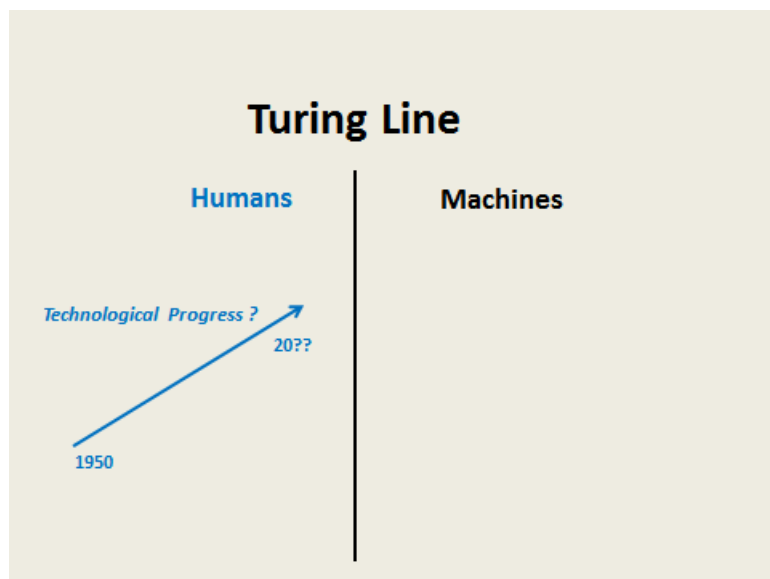 Turing Line
Humans
Machines
Technological Progress ?
20??
1950